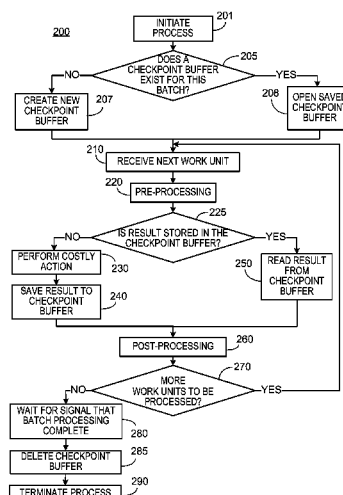 200
INITIATE
PROCESS
201
DOES A
CHECKPOINT BUFFER
EXIST FOR THIS
BATCH?
205
NO
YES
CREATE NEW
CHECKPOINT
BUFFER
207
208
OPEN SAVED
CHECKPOINT
BUFFER
210
RECEIVE NEXT WORK UNIT
220
PRE-PROCESSING
225
IS RESULT STORED IN THE
CHECKPOINT BUFFER?
NO
YES
PERFORM COSTLY
ACTION
230
SAVE RESULT TO
CHECKPOINT
BUFFER
240
250
READ RESULT
FROM
CHECKPOINT
BUFFER
POST-PROCESSING
260
270
MORE
WORK UNITS TO BE
PROCESSED?
NO
YES
WAIT FOR SIGNAL THAT
BATCH PROCESSING
COMPLETE
280
DELETE CHECKPOINT
BUFFER
285
TERMINATE PROCESS
290